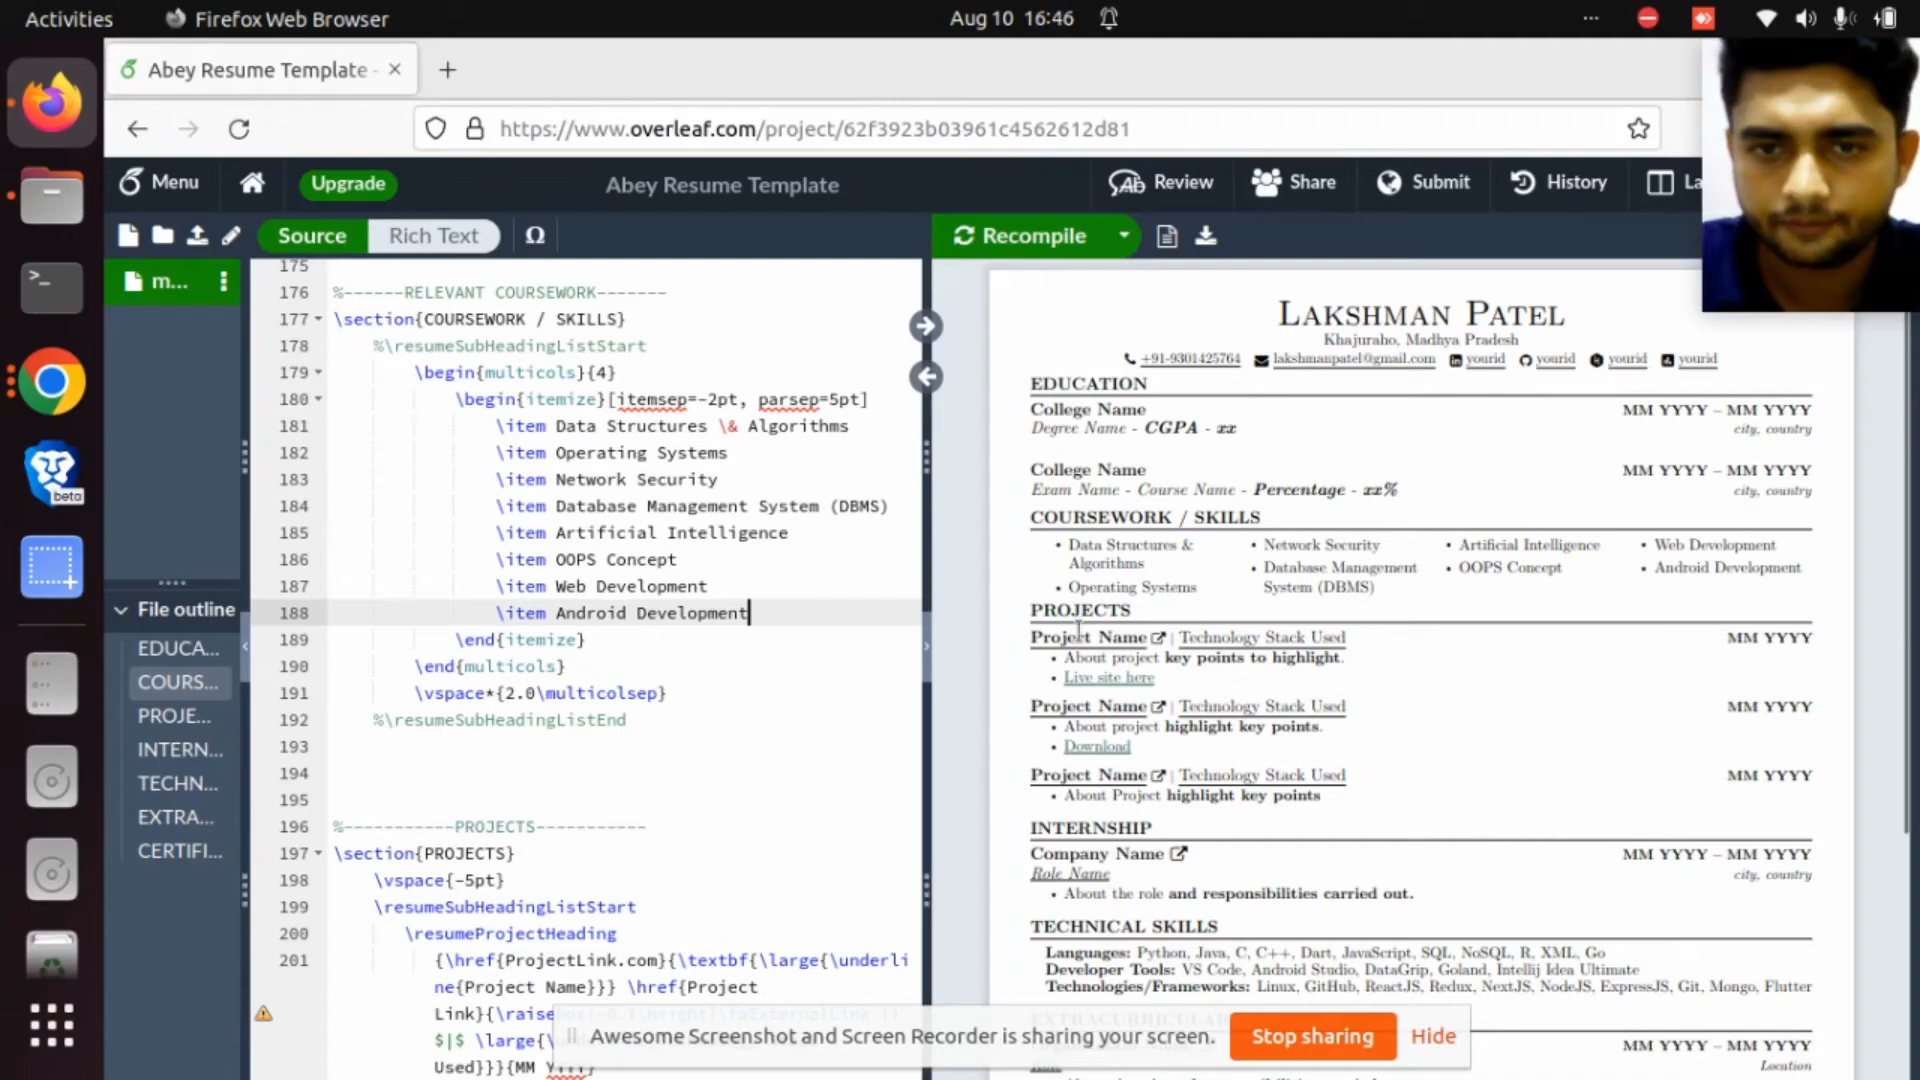 Activities
Firefox Web Browser
Aug 10 16:46
Abey Resume Template -
https://www.overleaf.com/project/62f3923b03961c4562612d81
Menu
Upgrade
Abey Resume Template
Review
Share
Submit
History
La
Source
Rich Text
Ω
Recompile
m...
File outline
EDUCA...
COURS...
PROJE...
INTERN...
TECHN...
EXTRA...
CERTIFI...
beta
175
176 %------RELEVANT COURSEWORK-------
177 \section{COURSEWORK / SKILLS}
178 %\resumeSubHeadingListStart
179 \begin{multicols}{4}
180 \begin{itemize}[itemsep=-2pt, parsep=5pt]
181 \item Data Structures \& Algorithms
182 \item Operating Systems
183 \item Network Security
184 \item Database Management System (DBMS)
185 \item Artificial Intelligence
186 \item OOPS Concept
187 \item Web Development
188 \item Android Development
189 \end{itemize}
190 \end{multicols}
191 \vspace*{2.0\multicolsep}
192 %\resumeSubHeadingListEnd
193
194
195
196 %-----------PROJECTS-----------
197 \section{PROJECTS}
198 \vspace{-5pt}
199 \resumeSubHeadingListStart
200 \resumeProjectHeading
201 {\href{ProjectLink.com}{\textbf{\large{\underli
ne{Project Name}}} \href{Project
Link}{\raise
$|$ \large{\
Used}}}{MM YYYY}
Lakshman Patel
Khajuraho, Madhya Pradesh
+91-9301425764 lakshmanpatel@gmail.com yourid yourid yourid yourid
EDUCATION
College Name MM YYYY – MM YYYY
Degree Name - CGPA - xx city, country
College Name MM YYYY – MM YYYY
Exam Name - Course Name - Percentage - xx% city, country
COURSEWORK / SKILLS
• Data Structures & Algorithms
• Operating Systems
• Network Security
• Database Management System (DBMS)
• Artificial Intelligence
• OOPS Concept
• Web Development
• Android Development
PROJECTS
Project Name | Technology Stack Used MM YYYY
• About project key points to highlight.
• Live site here
Project Name | Technology Stack Used MM YYYY
• About project highlight key points.
• Download
Project Name | Technology Stack Used MM YYYY
• About Project highlight key points
INTERNSHIP
Company Name MM YYYY – MM YYYY
Role Name city, country
• About the role and responsibilities carried out.
TECHNICAL SKILLS
Languages: Python, Java, C, C++, Dart, JavaScript, SQL, NoSQL, R, XML, Go
Developer Tools: VS Code, Android Studio, DataGrip, Goland, Intellij Idea Ultimate
Technologies/Frameworks: Linux, GitHub, ReactJS, Redux, NextJS, NodeJS, ExpressJS, Git, Mongo, Flutter
MM YYYY – MM YYYY
Location
Awesome Screenshot and Screen Recorder is sharing your screen.
Stop sharing
Hide